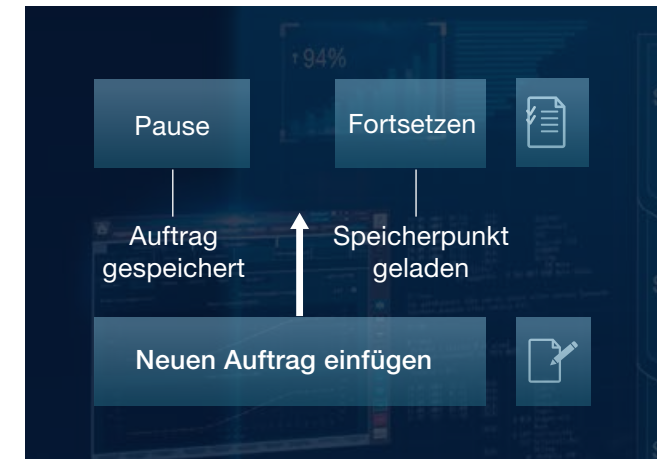 ↑94%
Pause
Fortsetzen
Auftrag
gespeichert
Speicherpunkt
geladen
Neuen Auftrag einfügen